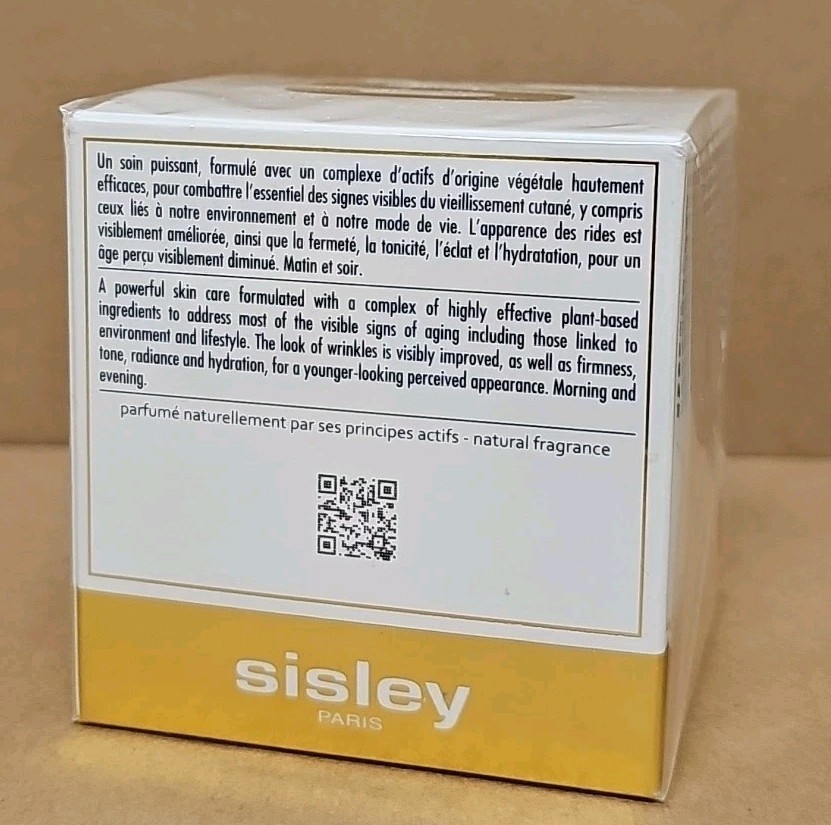 Un soin puissant, formulé avec un complexe d'actifs d'origine végétale hautement
efficaces, pour combattre l'essentiel des signes visibles du vieillissement cutané, y compris
ceux liés à notre environnement et à notre mode de vie. L'apparence des rides est
visiblement améliorée, ainsi que la fermeté, la tonicité, l'éclat et l'hydratation, pour un
âge perçu visiblement diminué. Matin et soir.
A powerful skin care formulated with a complex of highly effective plant-based
ingredients to address most of the visible signs of aging including those linked to
environment and lifestyle. The look of wrinkles is visibly improved, as well as firmness,
tone, radiance and hydration, for a younger-looking perceived appearance. Morning and
evening.
parfumé naturellement par ses principes actifs - natural fragrance
sisley
PARIS